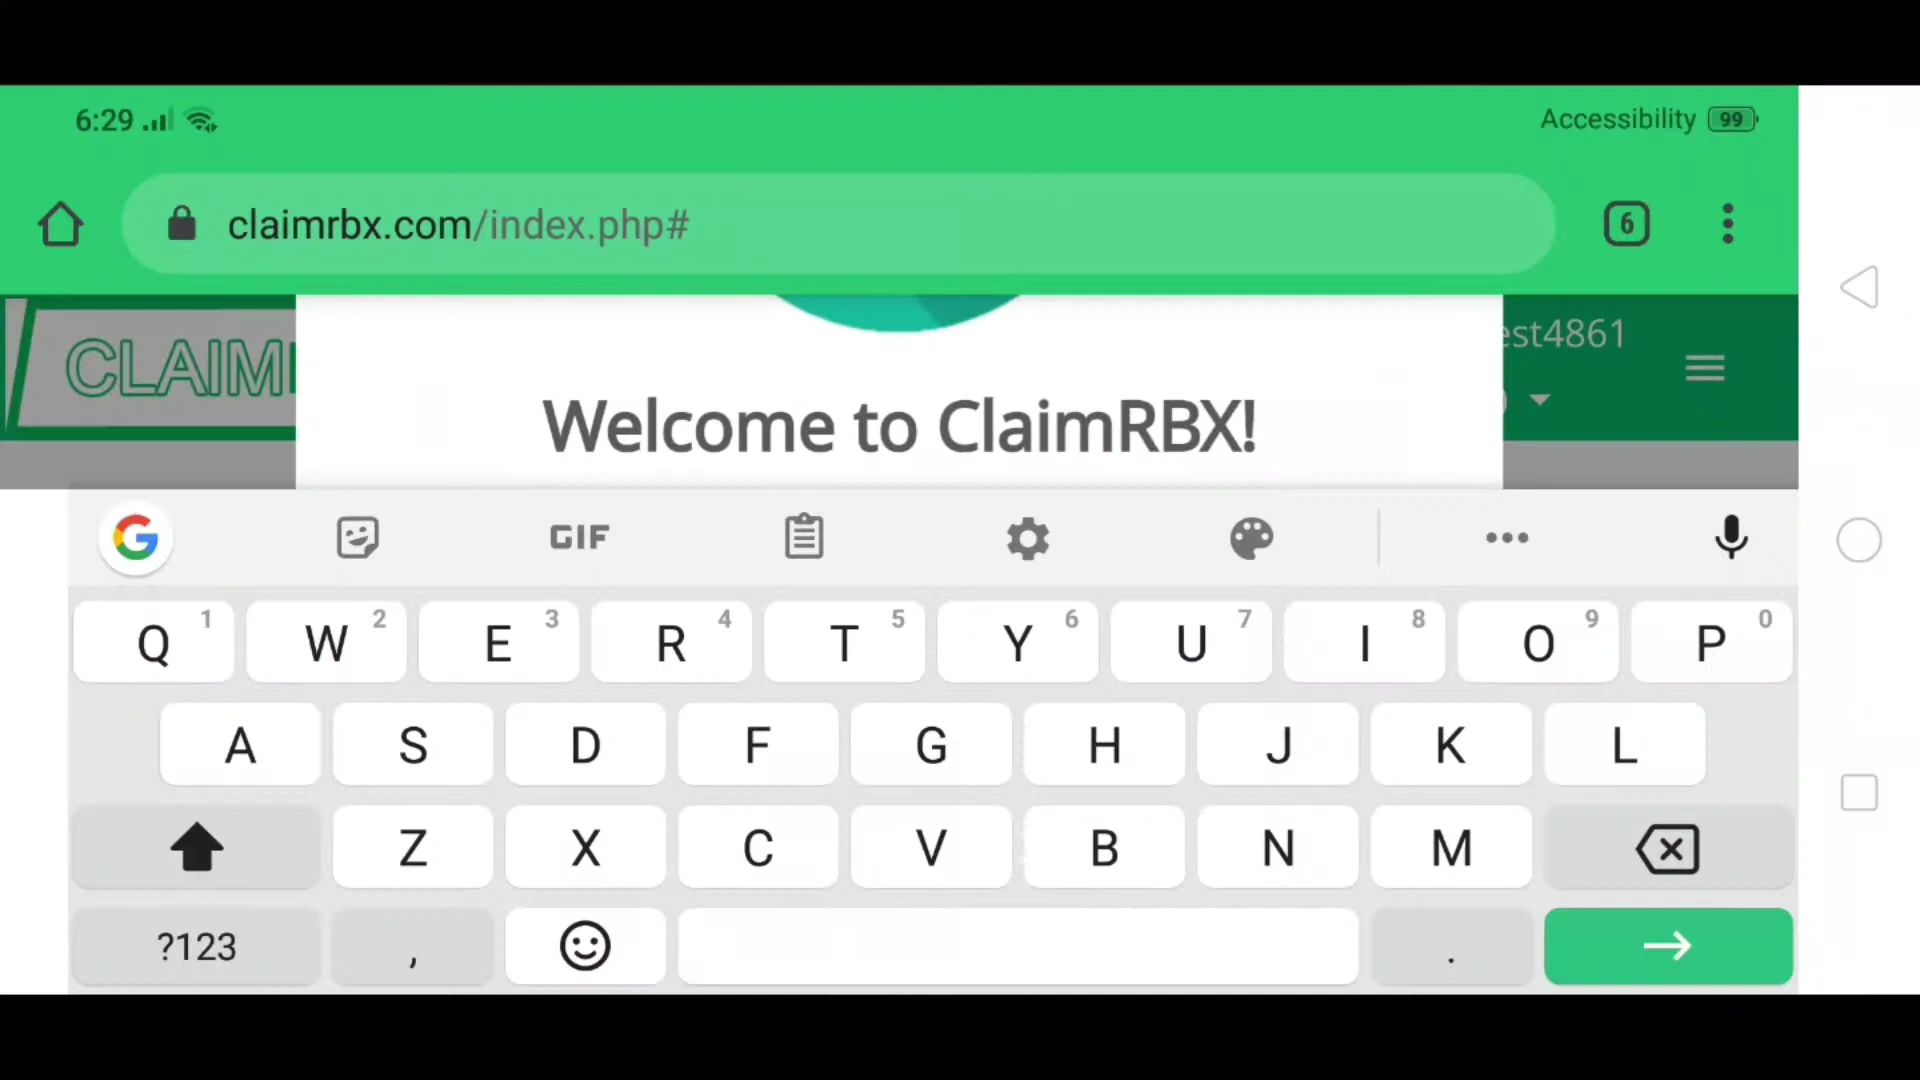 6:29
Accessibility 99
claimrbx.com/index.php#
6
CLAIM
est4861
Welcome to ClaimRBX!
G GIF
Q 1 W 2 E 3 R 4 T 5 Y 6 U 7 I 8 O 9 P 0
A S D F G H J K L
Z X C V B N M
?123 , .